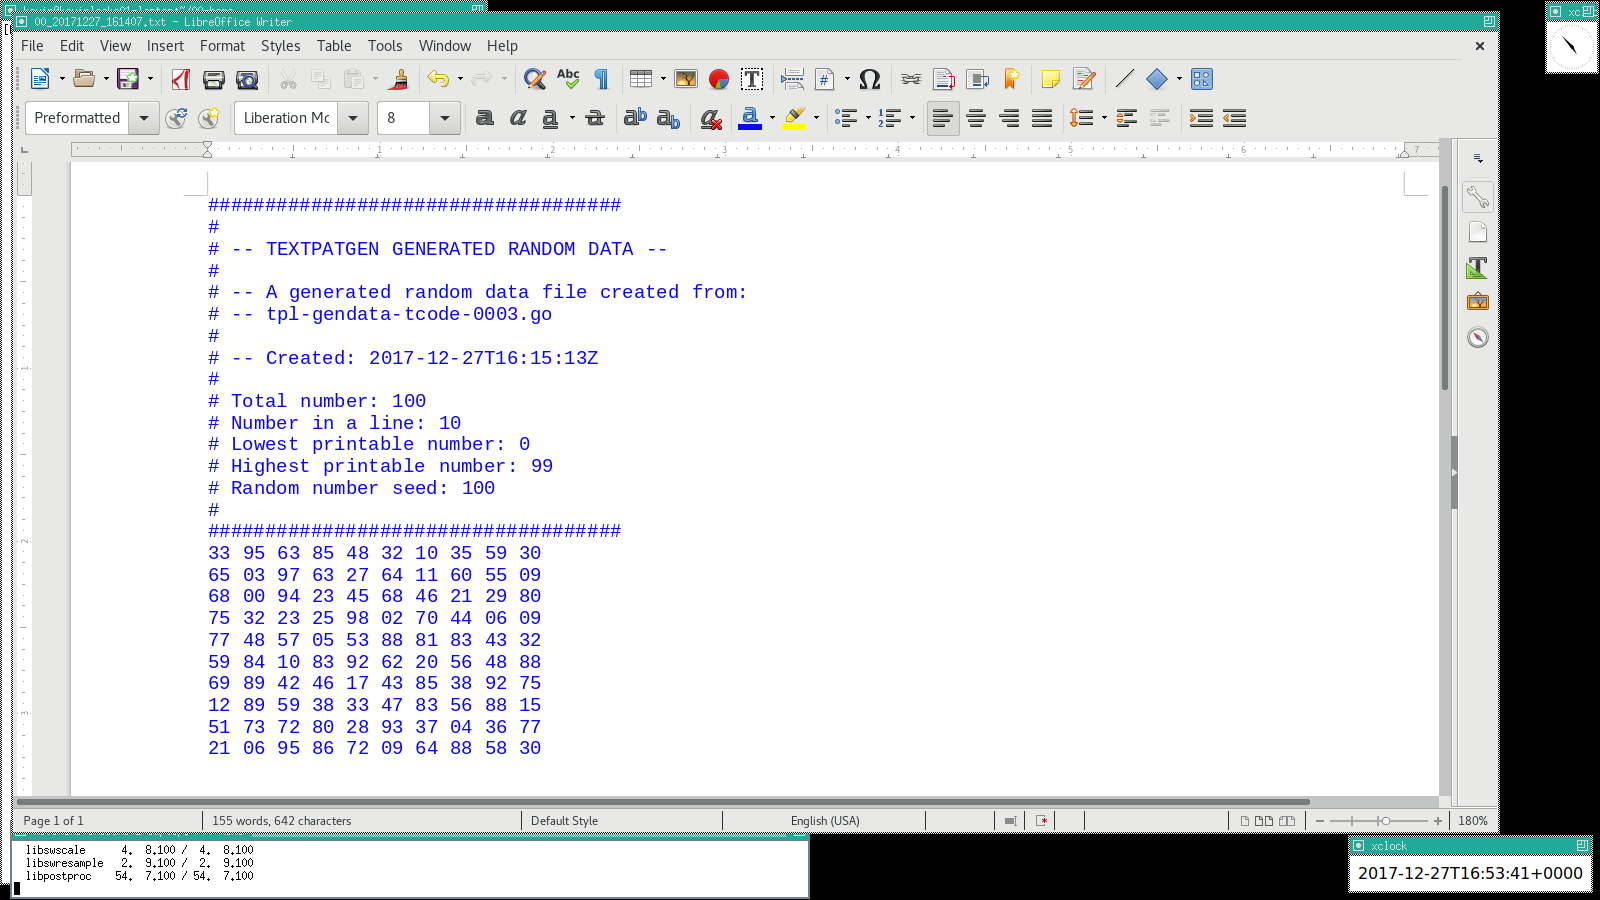 00_20171227_161407.txt - LibreOffice Writer
xc
File Edit View Insert Format Styles Table Tools Window Help
Preformatted
Liberation Mc
8
1 2 3 4 5 6 7
####################################
#
# -- TEXTPATGEN GENERATED RANDOM DATA --
#
# -- A generated random data file created from:
# -- tpl-gendata-tcode-0003.go
#
# -- Created: 2017-12-27T16:15:13Z
#
# Total number: 100
# Number in a line: 10
# Lowest printable number: 0
# Highest printable number: 99
# Random number seed: 100
#
####################################
33 95 63 85 48 32 10 35 59 30
65 03 97 63 27 64 11 60 55 09
68 00 94 23 45 68 46 21 29 80
75 32 23 25 98 02 70 44 06 09
77 48 57 05 53 88 81 83 43 32
59 84 10 83 92 62 20 56 48 88
69 89 42 46 17 43 85 38 92 75
12 89 59 38 33 47 83 56 88 15
51 73 72 80 28 93 37 04 36 77
21 06 95 86 72 09 64 88 58 30
Page 1 of 1
155 words, 642 characters
Default Style
English (USA)
180%
libswscale 4. 8.100 / 4. 8.100
libswresample 2. 9.100 / 2. 9.100
libpostproc 54. 7.100 / 54. 7.100
xclock
2017-12-27T16:53:41+0000